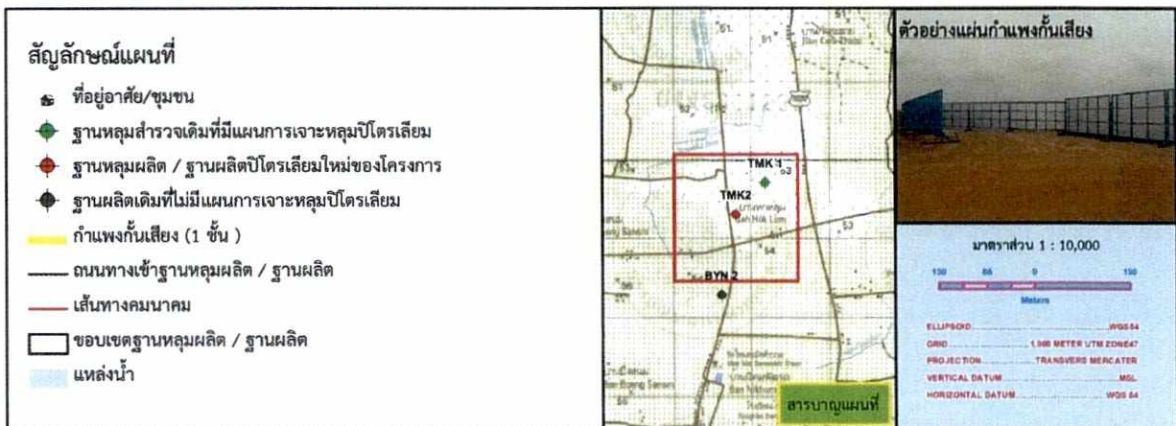 สัญลักษณ์แผนที่
ที่อยู่อาศัย/ชุมชน
ฐานหลุมสำรวจเดิมที่มีแผนการเจาะหลุมปิโตรเลียม
ฐานหลุมผลิต / ฐานผลิตปิโตรเลียมใหม่ของโครงการ
ฐานผลิตเดิมที่ไม่มีแผนการเจาะหลุมปิโตรเลียม
กำแพงกั้นเสียง (1 ชั้น )
ถนนทางเข้าฐานหลุมผลิต / ฐานผลิต
เส้นทางคมนาคม
ขอบเขตฐานหลุมผลิต / ฐานผลิต
แหล่งน้ำ
TMK 1
TMK2
BYN 2
สารบาญแผนที่
ตัวอย่างแผ่นกำแพงกั้นเสียง
มาตราส่วน 1 : 10,000
0
150
Meters
ELLIPSOID WGS 84
GRID 1,000 METER UTM ZONE47
PROJECTION TRANSVERS MERCATER
VERTICAL DATUM MSL
HORIZONTAL DATUM WGS 84